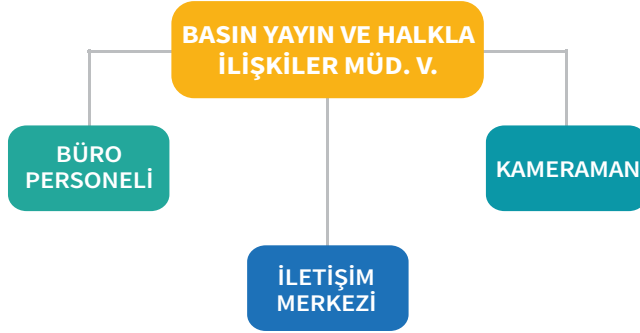 BASIN YAYIN VE HALKLA
İLİŞKİLER MÜD. V.
BÜRO
PERSONELİ
KAMERAMAN
İLETİŞİM
MERKEZİ